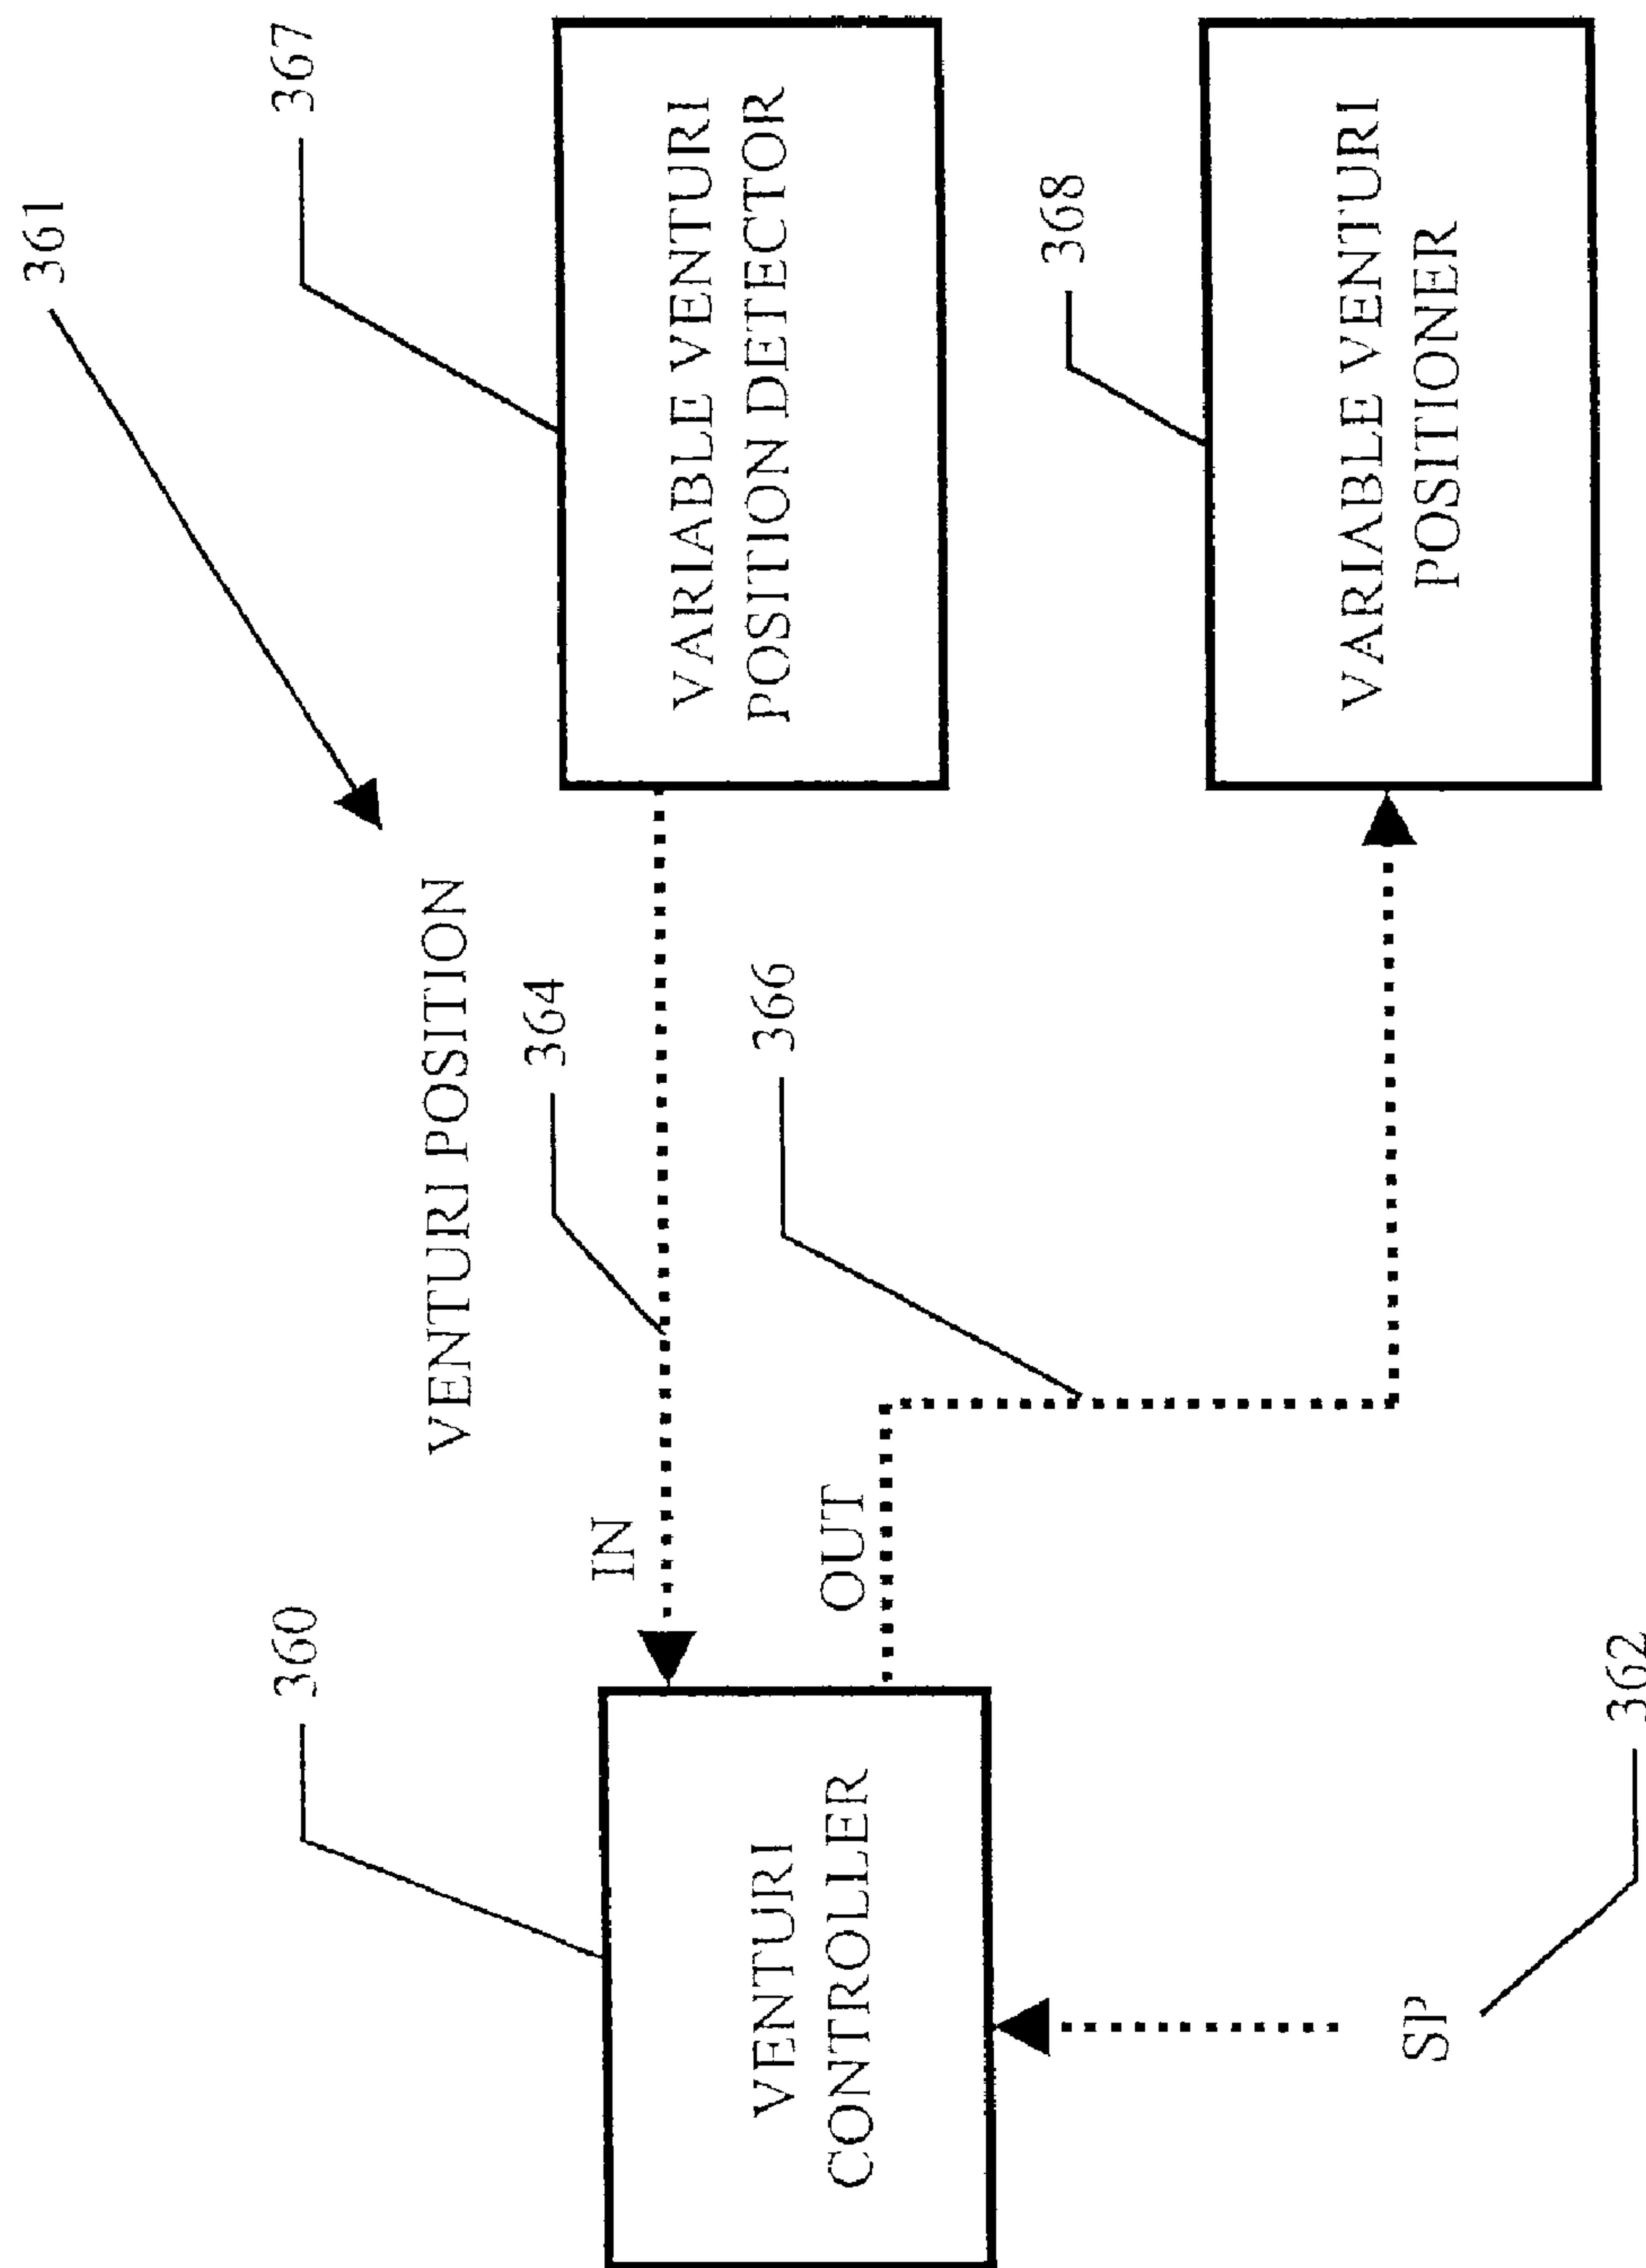 361
367
VARIABLE VENTURI
POSITION DETECTOR
VENTURI POSITION
364
IN
360
VENTURI
CONTROLLER
OUT
366
368
VARIABLE VENTURI
POSITIONER
SP
362